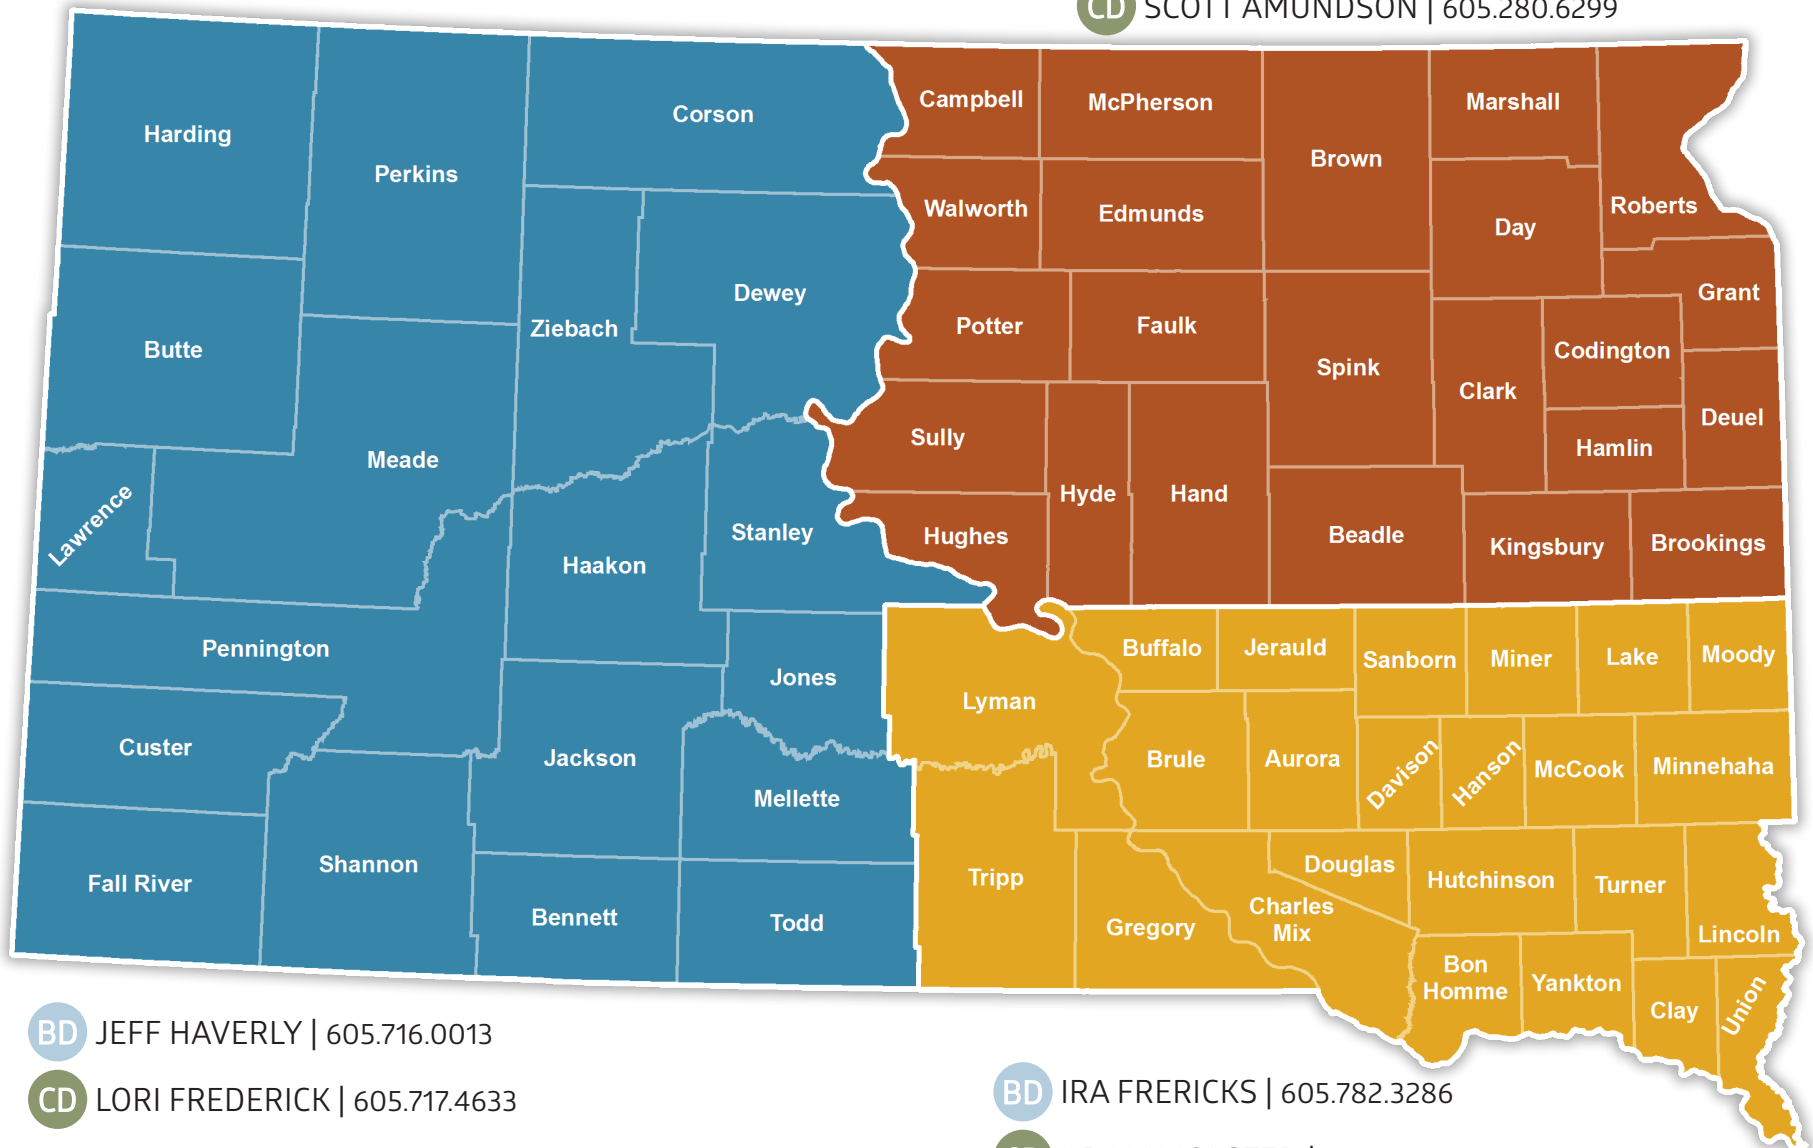 CD SCOTT AMUNDSON | 605.280.6299
Harding
Perkins
Corson
Campbell
McPherson
Brown
Marshall
Roberts
Walworth
Edmunds
Day
Butte
Ziebach
Dewey
Potter
Faulk
Spink
Clark
Codington
Grant
Hamlin
Deuel
Meade
Lawrence
Sully
Hyde
Hand
Hughes
Stanley
Haakon
Beadle
Kingsbury
Brookings
Pennington
Jones
Lyman
Buffalo
Jerauld
Sanborn
Miner
Lake
Moody
Custer
Jackson
Mellette
Brule
Aurora
Davison
Hanson
McCook
Minnehaha
Fall River
Shannon
Bennett
Todd
Tripp
Gregory
Charles
Mix
Douglas
Hutchinson
Turner
Lincoln
Bon
Homme
Yankton
Clay
Union
BD JEFF HAVERLY | 605.716.0013
CD LORI FREDERICK | 605.717.4633
BD IRA FRERICKS | 605.782.3286